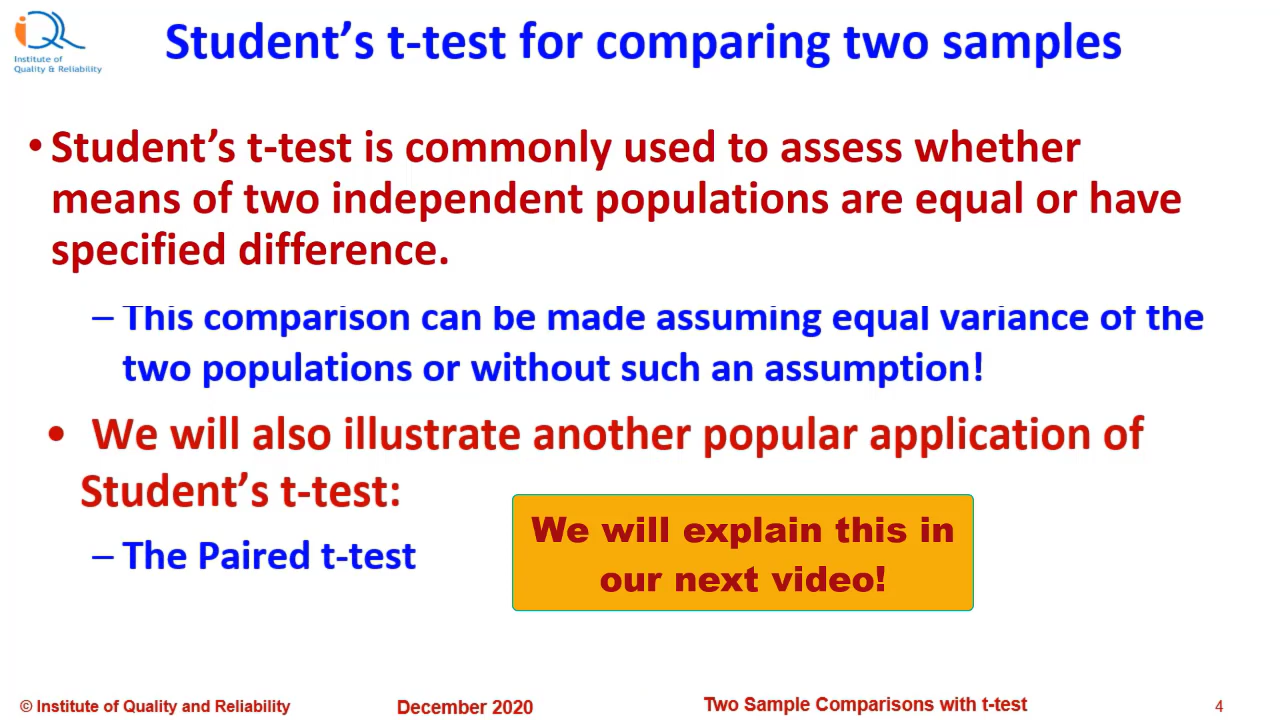 iQR
Institute of
Quality & Reliability
Student's t-test for comparing two samples
• Student's t-test is commonly used to assess whether
means of two independent populations are equal or have
specified difference.
– This comparison can be made assuming equal variance of the
two populations or without such an assumption!
• We will also illustrate another popular application of
Student's t-test:
– The Paired t-test
We will explain this in
our next video!
© Institute of Quality and Reliability
December 2020
Two Sample Comparisons with t-test
4